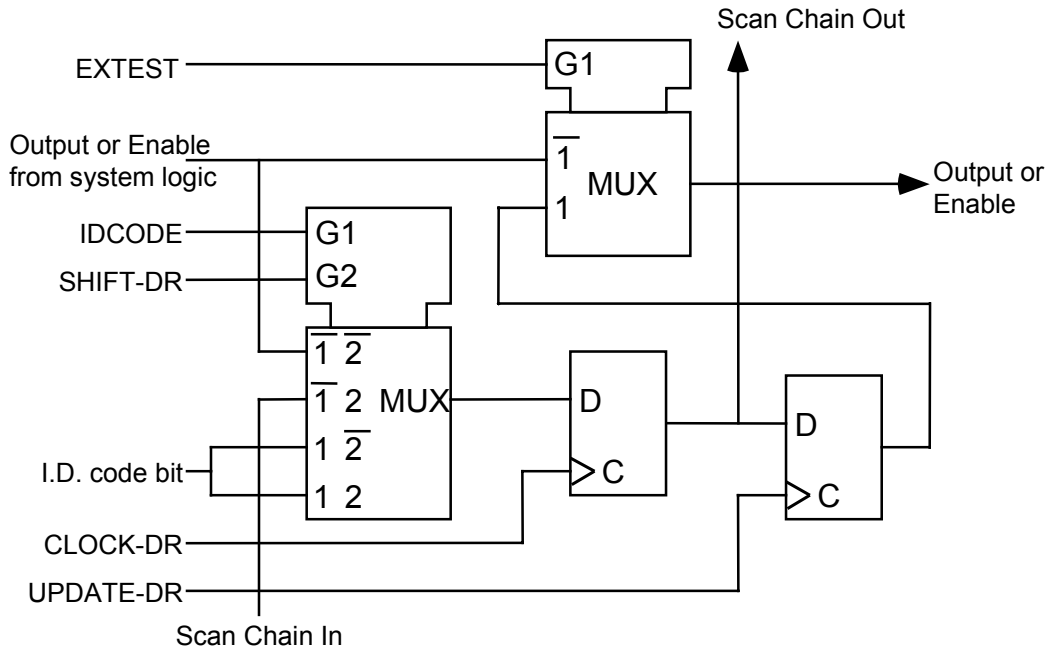 Scan Chain Out
EXTEST
G1
Output or Enable
from system logic
1̅
MUX
1
Output or
Enable
IDCODE
G1
SHIFT-DR
G2
1̅ 2̅
1̅ 2 MUX
1 2̅
1 2
I.D. code bit
D
C
D
C
CLOCK-DR
UPDATE-DR
Scan Chain In